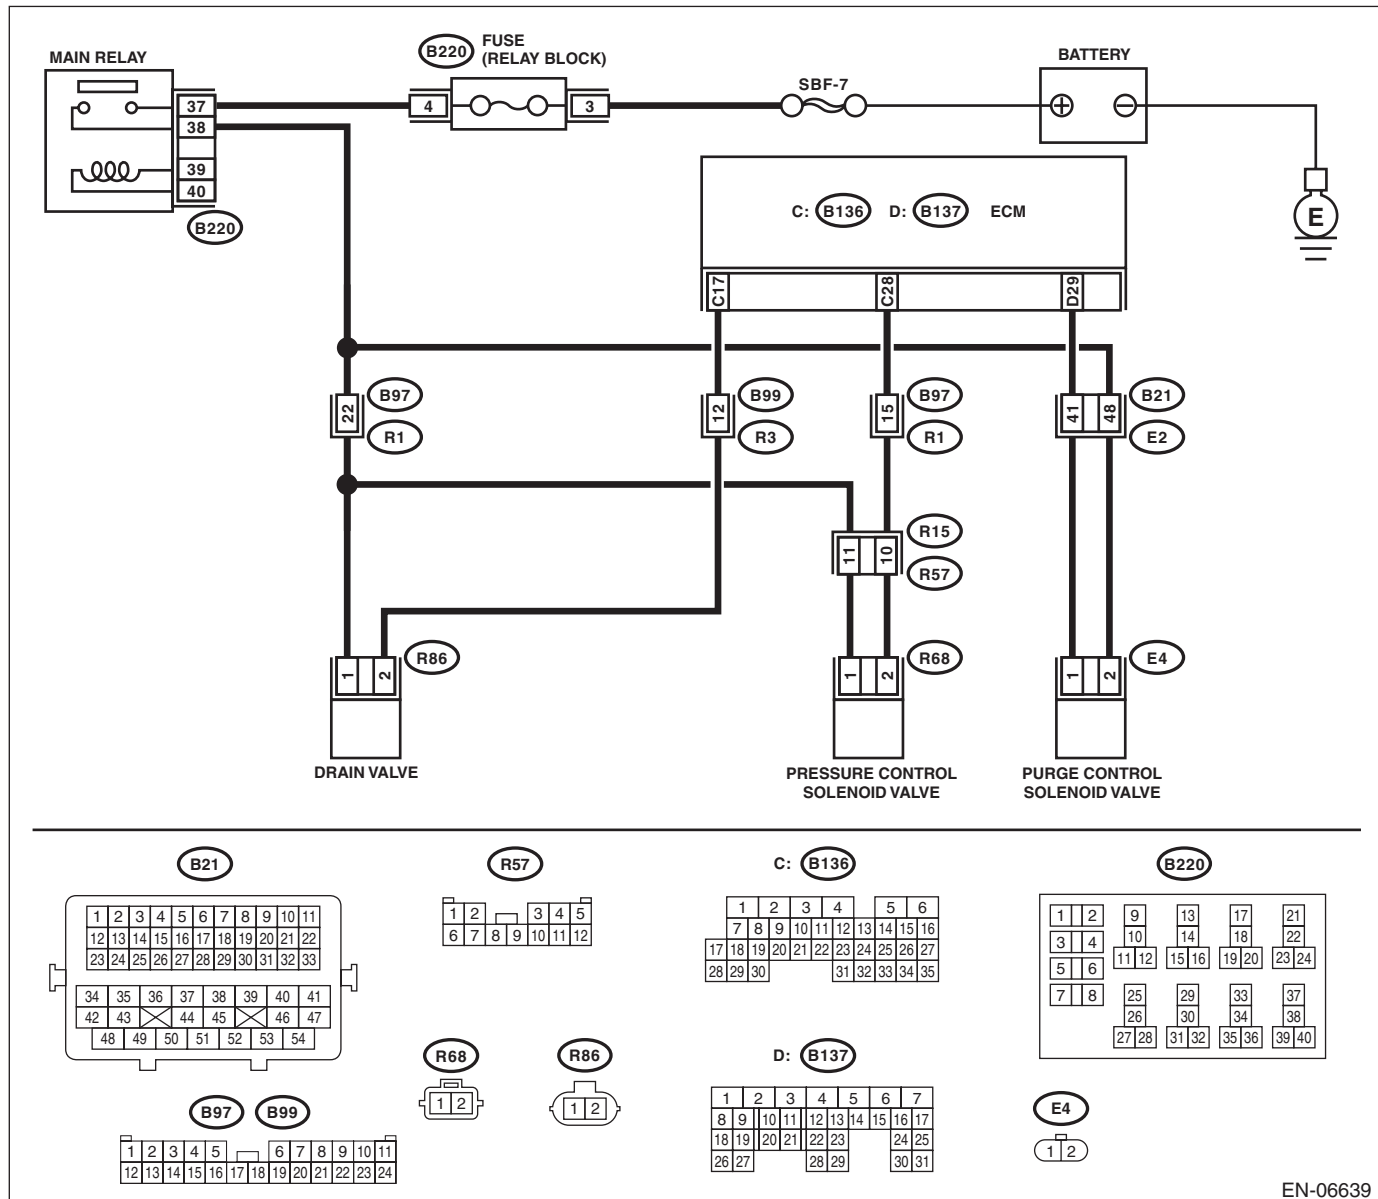 MAIN RELAY
B220
FUSE
(RELAY BLOCK)
SBF-7
BATTERY
37
38
39
40
4
3
B220
E
C: B136 D: B137 ECM
C17
C28
D29
22
B97
R1
12
B99
R3
15
B97
R1
41
48
B21
E2
11
10
R15
R57
1
2
R86
1
2
R68
1
2
E4
DRAIN VALVE
PRESSURE CONTROL
SOLENOID VALVE
PURGE CONTROL
SOLENOID VALVE
B21
1 2 3 4 5 6 7 8 9 10 11
12 13 14 15 16 17 18 19 20 21 22
23 24 25 26 27 28 29 30 31 32 33
34 35 36 37 38 39 40 41
42 43 44 45 46 47
48 49 50 51 52 53 54
R57
1 2 3 4 5
6 7 8 9 10 11 12
C: B136
1 2 3 4 5 6
7 8 9 10 11 12 13 14 15 16
17 18 19 20 21 22 23 24 25 26 27
28 29 30 31 32 33 34 35
B220
1 2 9 13 17 21
3 4 10 14 18 22
5 6 11 12 15 16 19 20 23 24
7 8 25 29 33 37
26 30 34 38
27 28 31 32 35 36 39 40
B97 B99
1 2 3 4 5 6 7 8 9 10 11
12 13 14 15 16 17 18 19 20 21 22 23 24
R68
1 2
R86
1 2
D: B137
1 2 3 4 5 6 7
8 9 10 11 12 13 14 15 16 17
18 19 20 21 22 23 24 25
26 27 28 29 30 31
E4
1 2
EN-06639